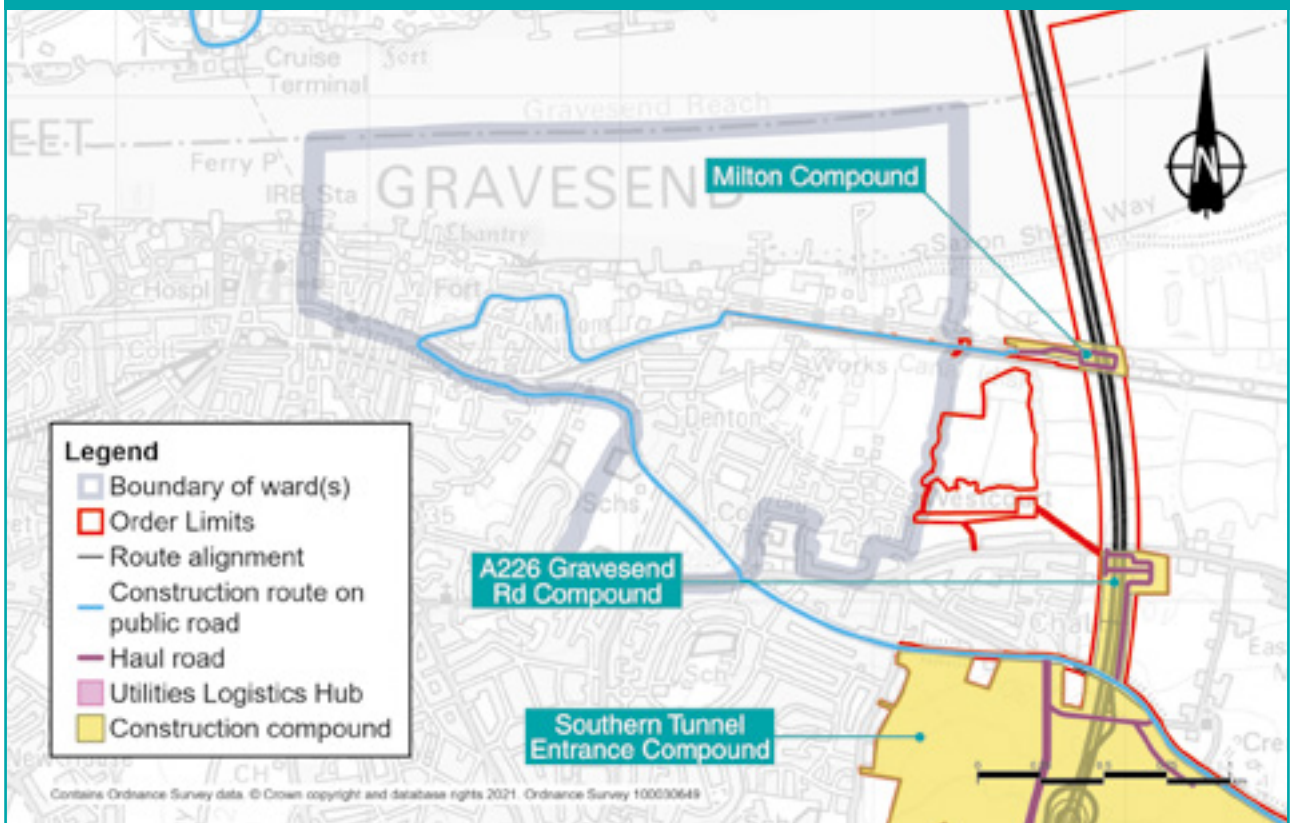 Cruise
Terminal
Fort
Gravesend Reach
Ferry P
IRB Sta
GRAVESEND
Milton Compound
Saxon Shore Way
Hospl
Fort
Works
Denton
Westcourt
Schs
A226 Gravesend
Rd Compound
Sch
Southern Tunnel
Entrance Compound
CH
N
Legend
Boundary of ward(s)
Order Limits
Route alignment
Construction route on
public road
Haul road
Utilities Logistics Hub
Construction compound
Contains Ordnance Survey data. © Crown copyright and database rights 2021. Ordnance Survey 100030649